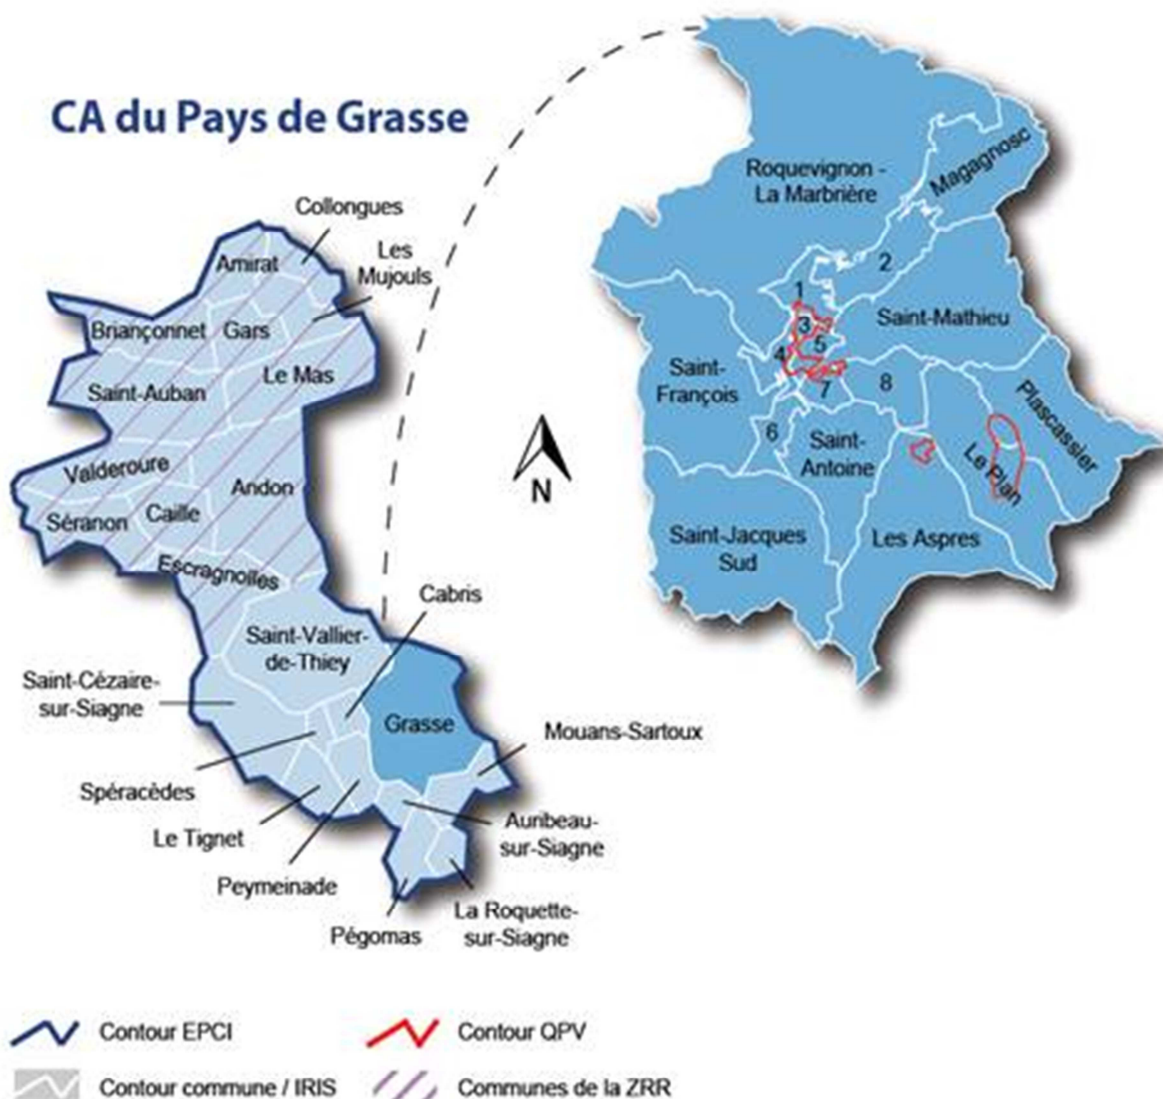 CA du Pays de Grasse
Collongues
Les
Mujouls
Amirat
Briançonnet
Gars
Le Mas
Saint-Auban
Valderoure
Andon
Séranon
Caille
Escragnolles
Cabris
Saint-Vallier-
de-Thiey
Saint-Cézaire-
sur-Siagne
Grasse
Mouans-Sartoux
Spéracèdes
Le Tignet
Auribeau-
sur-Siagne
Peymeinade
La Roquette-
sur-Siagne
Pégomas
N
Roquevignon -
La Marbrière
Magagnosc
2
1
Saint-Mathieu
3
5
4
Saint-
François
7
8
Plascassier
6
Saint-
Antoine
Le Plan
Saint-Jacques
Sud
Les Aspres
Contour EPCI
Contour QPV
Contour commune / IRIS
Communes de la ZRR